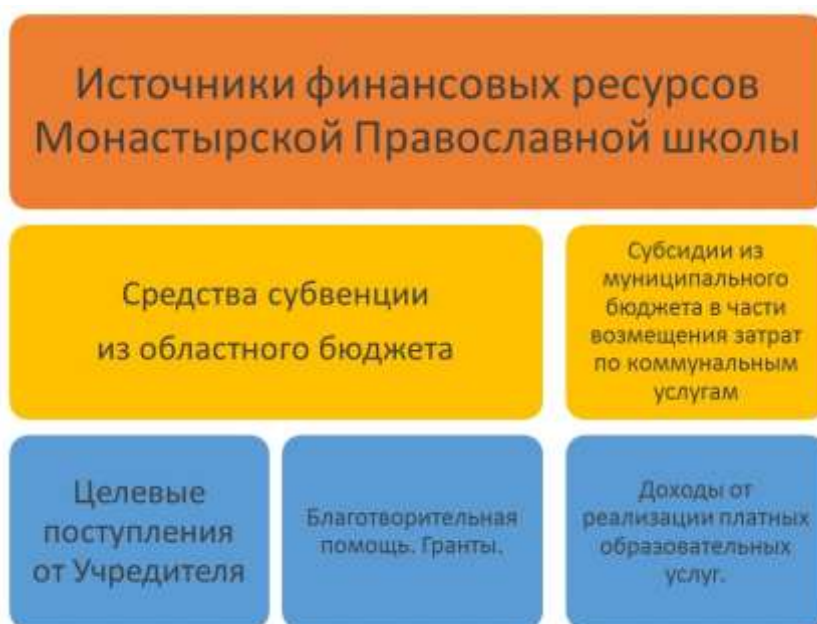 Источники финансовых ресурсов
Монастырской Православной школы
Средства субвенции
из областного бюджета
Субсидии из
муниципального
бюджета в части
возмещения затрат
по коммунальным
услугам
Целевые
поступления
от Учредителя
Благотворительная
помощь. Гранты.
Доходы от
реализации платных
образовательных
услуг.